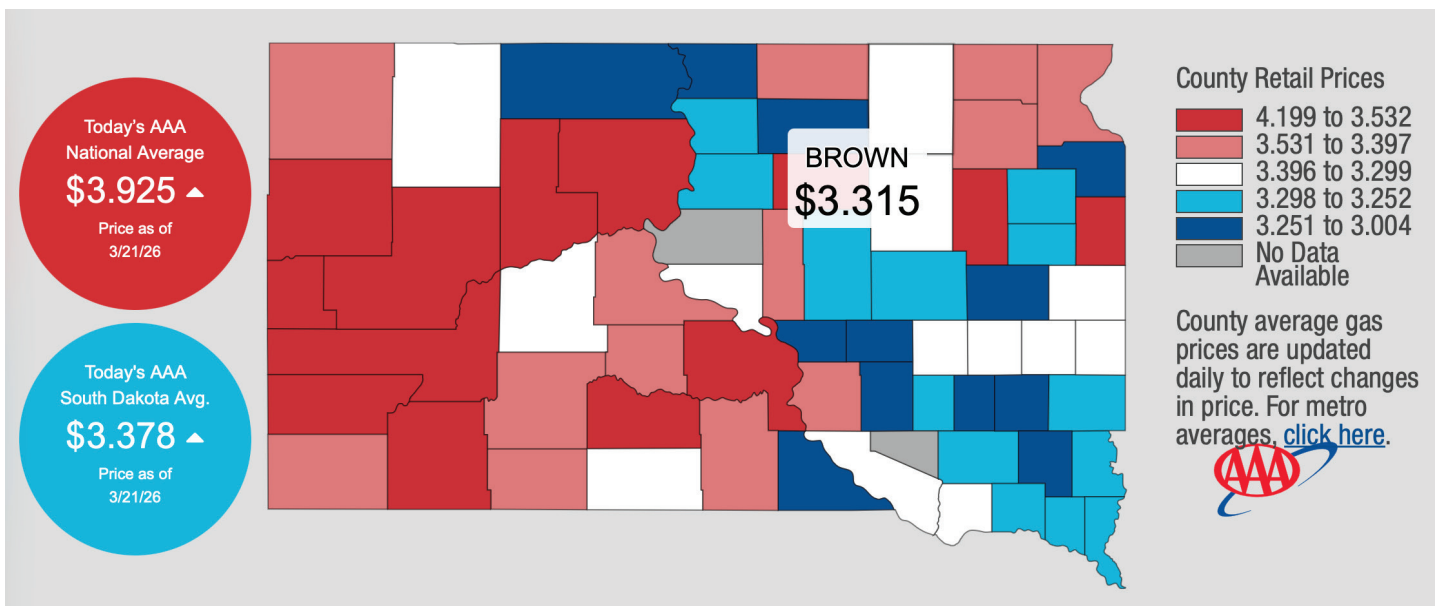 Today's AAA
National Average
$3.925
Price as of
3/21/26
Today's AAA
South Dakota Avg.
$3.378
Price as of
3/21/26
BROWN
$3.315
County Retail Prices
4.199 to 3.532
3.531 to 3.397
3.396 to 3.299
3.298 to 3.252
3.251 to 3.004
No Data
Available
County average gas
prices are updated
daily to reflect changes
in price. For metro
averages, click here.
AAA